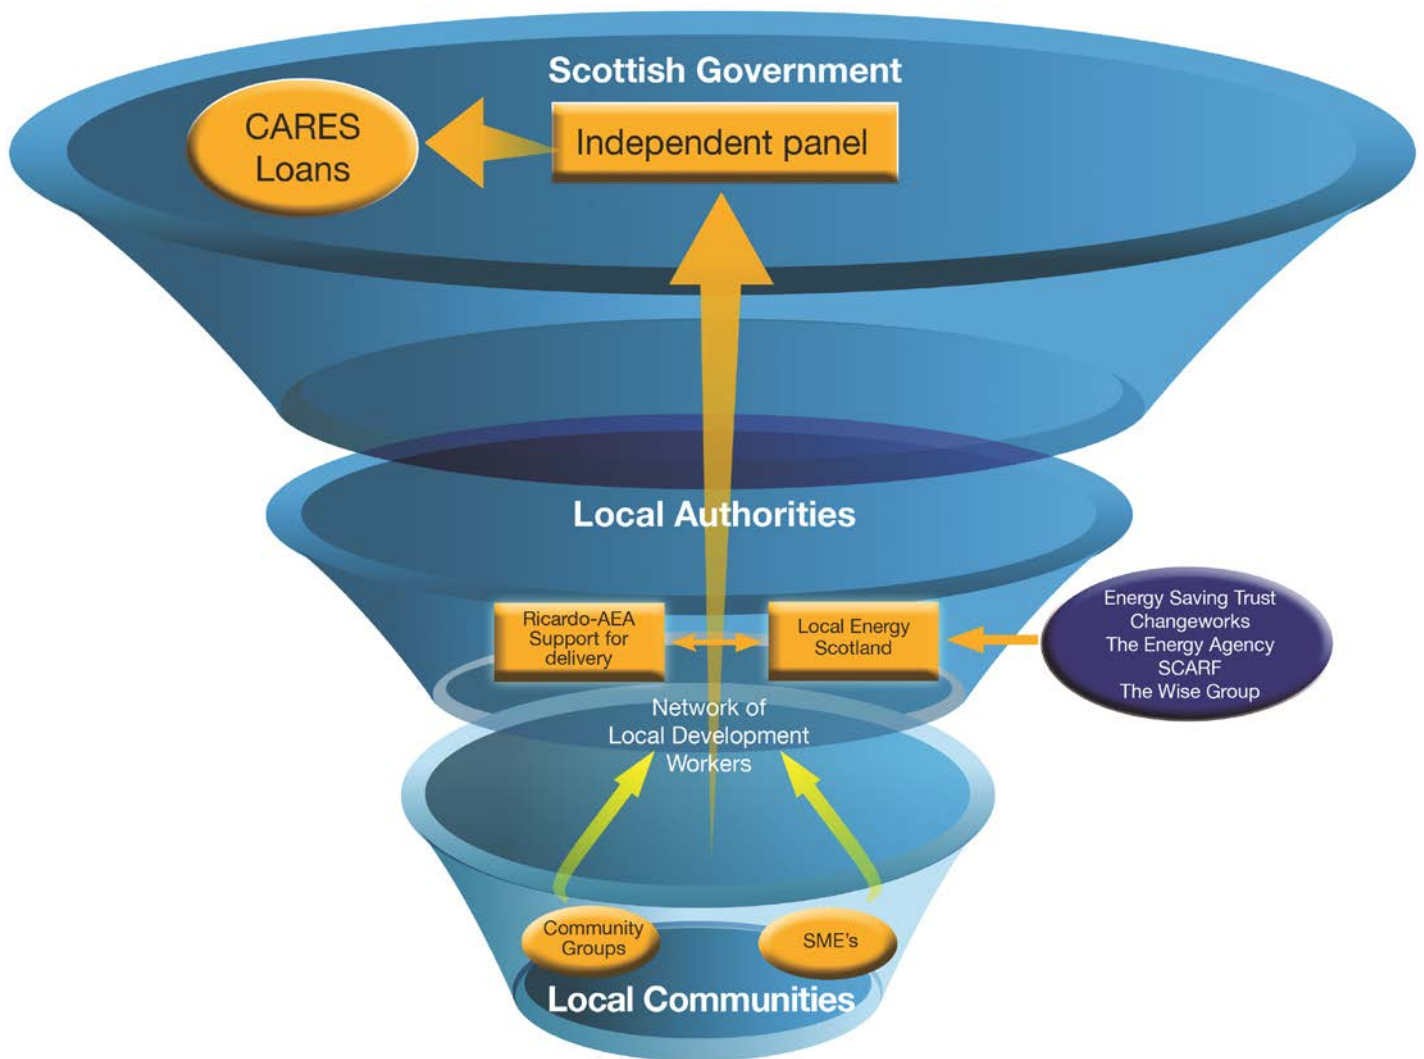 Scottish Government
CARES
Loans
Independent panel
Local Authorities
Ricardo-AEA
Support for
delivery
Local Energy
Scotland
Energy Saving Trust
Changeworks
The Energy Agency
SCARF
The Wise Group
Network of
Local Development
Workers
Community
Groups
SME's
Local Communities